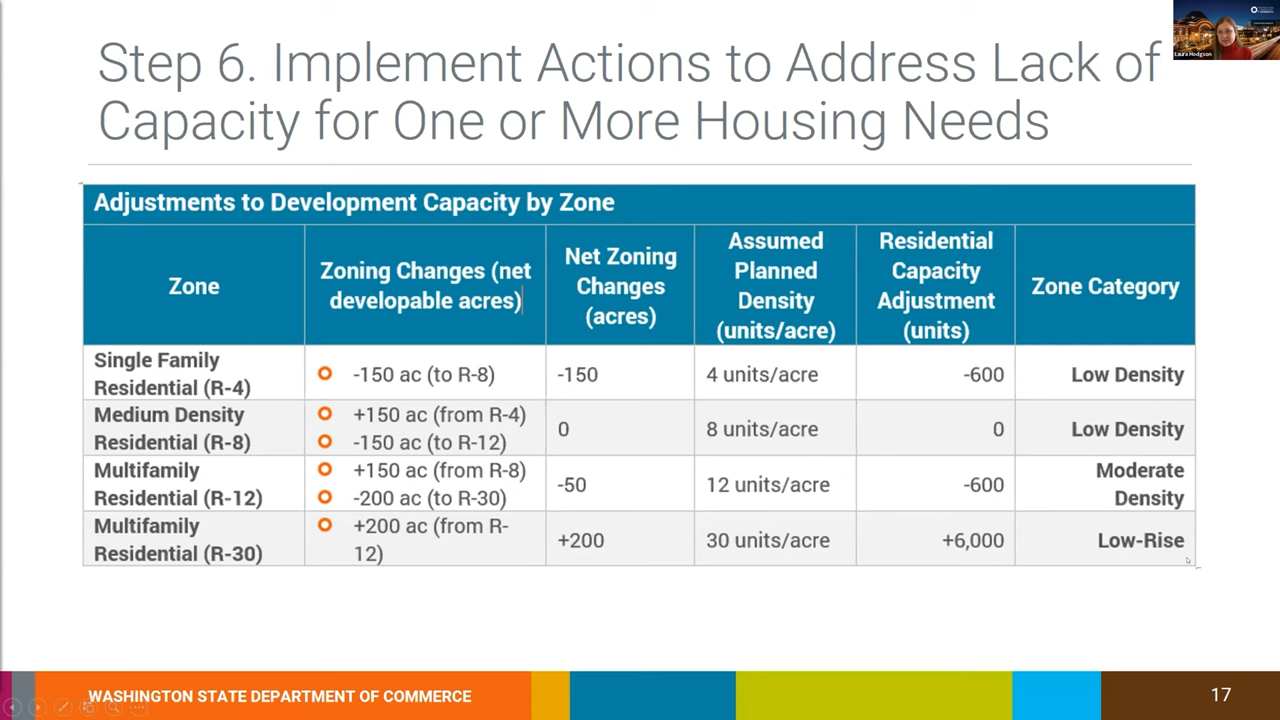 Laura Hodgson
Step 6. Implement Actions to Address Lack of
Capacity for One or More Housing Needs
Adjustments to Development Capacity by Zone
Zone
Zoning Changes (net
developable acres)
Net Zoning
Changes
(acres)
Assumed
Planned
Density
(units/acre)
Residential
Capacity
Adjustment
(units)
Zone Category
Single Family
Residential (R-4)
-150 ac (to R-8)
-150
4 units/acre
-600
Low Density
Medium Density
Residential (R-8)
+150 ac (from R-4)
-150 ac (to R-12)
0
8 units/acre
0
Low Density
Multifamily
Residential (R-12)
+150 ac (from R-8)
-200 ac (to R-30)
-50
12 units/acre
-600
Moderate
Density
Multifamily
Residential (R-30)
+200 ac (from R-
12)
+200
30 units/acre
+6,000
Low-Rise
WASHINGTON STATE DEPARTMENT OF COMMERCE
17